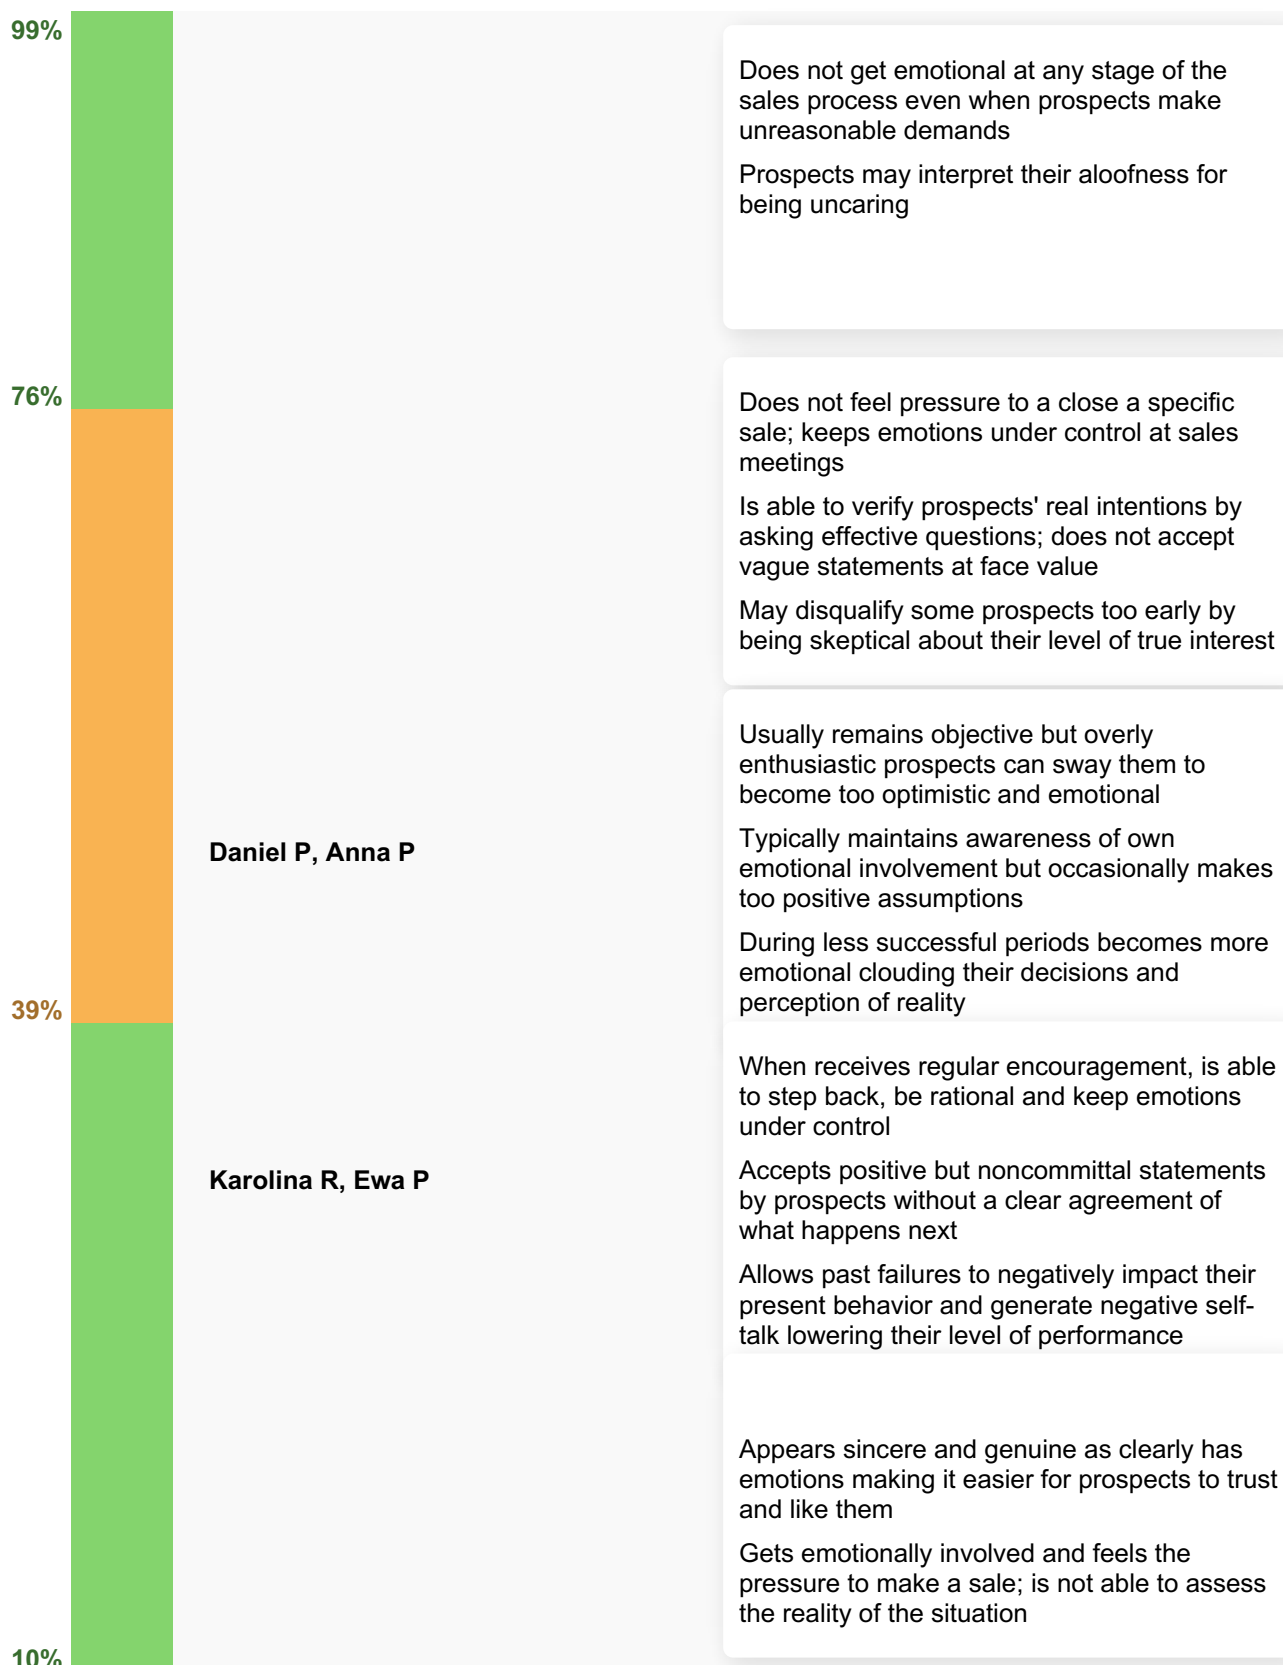 99%
Does not get emotional at any stage of the
sales process even when prospects make
unreasonable demands
Prospects may interpret their aloofness for
being uncaring
76%
Does not feel pressure to a close a specific
sale; keeps emotions under control at sales
meetings
Is able to verify prospects' real intentions by
asking effective questions; does not accept
vague statements at face value
May disqualify some prospects too early by
being skeptical about their level of true interest
Usually remains objective but overly
enthusiastic prospects can sway them to
become too optimistic and emotional
Daniel P, Anna P
Typically maintains awareness of own
emotional involvement but occasionally makes
too positive assumptions
During less successful periods becomes more
emotional clouding their decisions and
perception of reality
39%
When receives regular encouragement, is able
to step back, be rational and keep emotions
under control
Karolina R, Ewa P
Accepts positive but noncommittal statements
by prospects without a clear agreement of
what happens next
Allows past failures to negatively impact their
present behavior and generate negative self-
talk lowering their level of performance
Appears sincere and genuine as clearly has
emotions making it easier for prospects to trust
and like them
Gets emotionally involved and feels the
pressure to make a sale; is not able to assess
the reality of the situation
10%